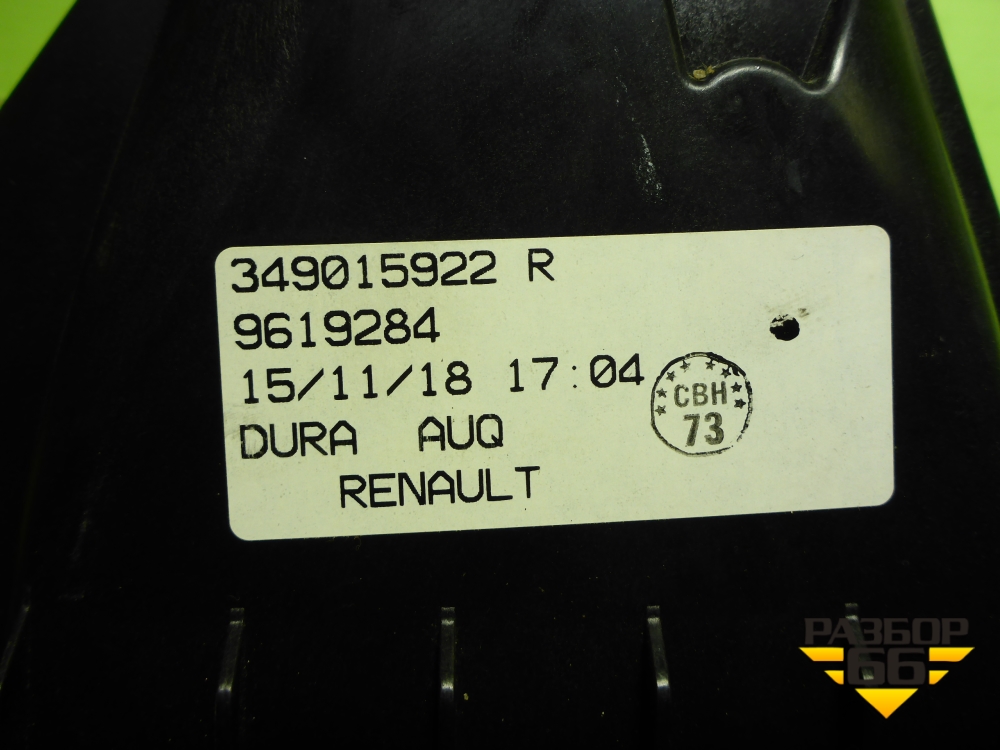 349015922 R
9619284
15/11/18 17:04
DURA AUQ
RENAULT
CBH
73
РАЗБОР
66